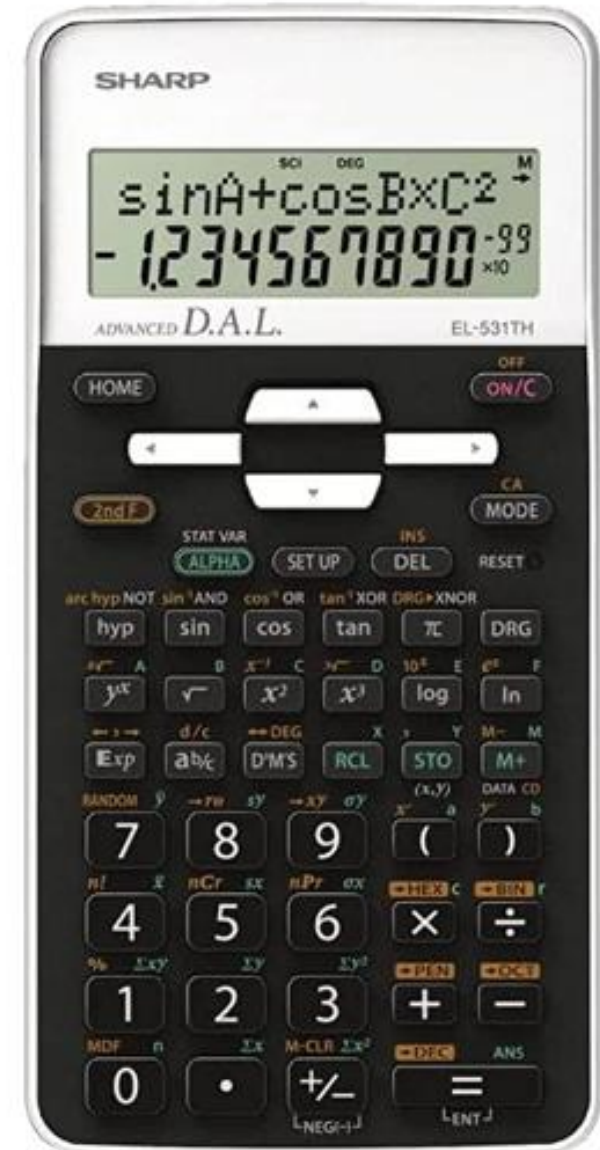 SHARP
SCI DEG M
sinA+cosB×C² →
-1.234567890 ×10 -99
ADVANCED D.A.L. EL-531TH
OFF
HOME ON/C
CA
2nd F MODE
STAT VAR INS
ALPHA SET UP DEL RESET
arc hyp NOT sin⁻¹ AND cos⁻¹ OR tan⁻¹ XOR DRG▸ XNOR
hyp sin cos tan π DRG
ˣ√ A B x⁻¹ C ³√ D 10ˣ E eˣ F
yˣ √ x² x³ log ln
d/c ↔DEG X Y M− M
Exp ab/c D°M'S RCL STO M+
(x,y) DATA CD
RANDOM ȳ →rθ sy →xy σy x' a y' b
7 8 9 ( )
n! x̄ nCr sx nPr σx →HEX c →BIN r
4 5 6 × ÷
% Σxy Σy Σy² →PEN →OCT
1 2 3 + −
MDF n Σx M-CLR Σx² →DEC ANS
0 • +/− =
NEG(−) ENT